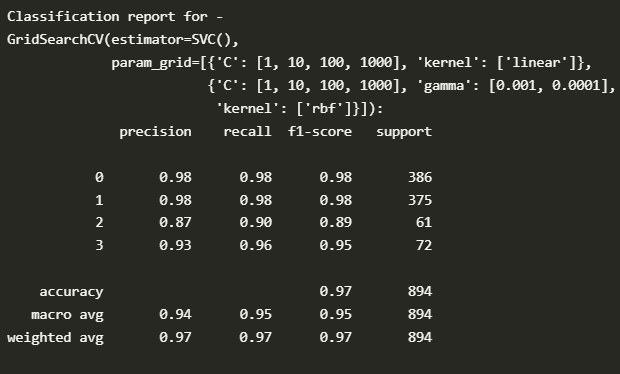 Classification report for -
GridSearchCV(estimator=SVC(),
             param_grid=[{'C': [1, 10, 100, 1000], 'kernel': ['linear']},
                         {'C': [1, 10, 100, 1000], 'gamma': [0.001, 0.0001],
                          'kernel': ['rbf']}]):
              precision    recall  f1-score   support

           0       0.98      0.98      0.98       386
           1       0.98      0.98      0.98       375
           2       0.87      0.90      0.89        61
           3       0.93      0.96      0.95        72

    accuracy                           0.97       894
   macro avg       0.94      0.95      0.95       894
weighted avg       0.97      0.97      0.97       894